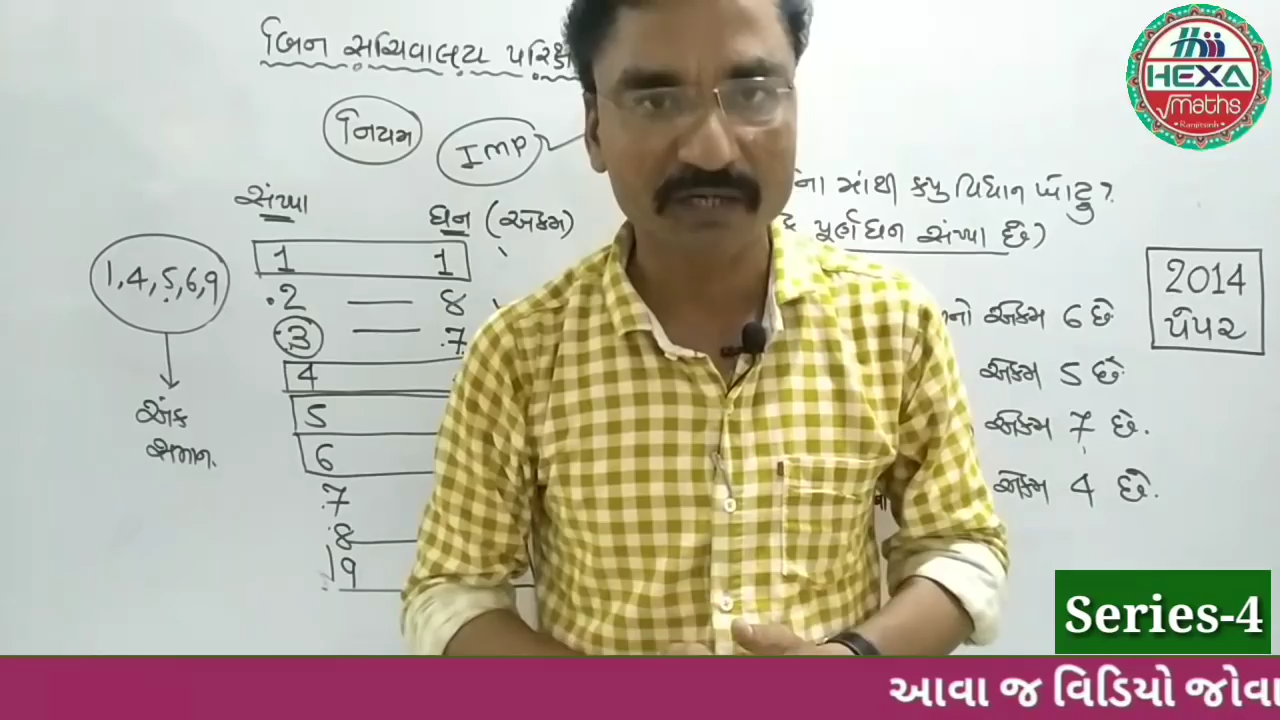 બિન સચિવાલય
નિયમ
IMP
HEXA
√maths
Ranjitsinh
સંખ્યા
ઘન (એકમ)
માંથી કયુ વિધાન ખોટુ?
પૂર્ણઘન સંખ્યા છે)
1 1
2 — 8
3 — 7
4
5
6
7
8
9
1,4,5,6,9
અંક
સમાન.
એકમ 6 છે
એકમ 5 છે
એકમ 7 છે.
એકમ 4 છે.
2014
પેપર
Series-4
આવા જ વિડિયો જોવા